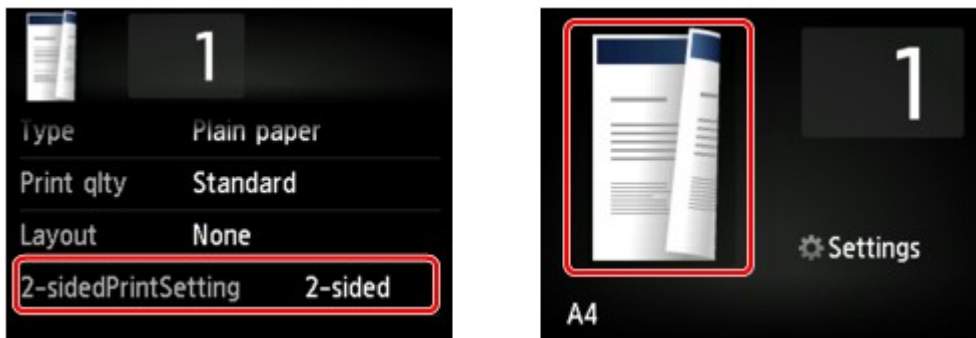 1
Type Plain paper
Print qlty Standard
Layout None
2-sidedPrintSetting 2-sided
1
Settings
A4